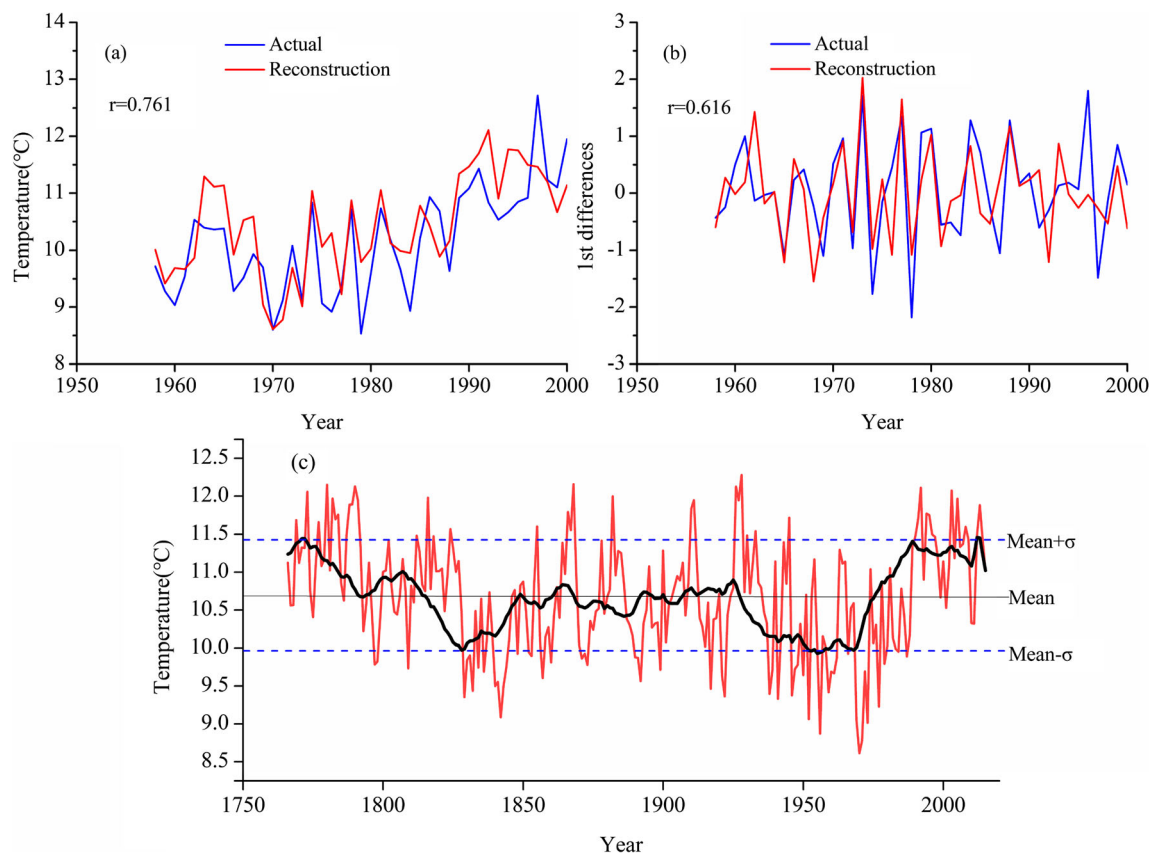 (a)
Actual
Reconstruction
r=0.761
Temperature(°C)
14
13
12
11
10
9
8
1950
1960
1970
1980
1990
2000
Year
(b)
Actual
Reconstruction
r=0.616
1st differences
3
2
1
0
-1
-2
-3
1950
1960
1970
1980
1990
2000
Year
(c)
Temperature(°C)
12.5
12.0
11.5
11.0
10.5
10.0
9.5
9.0
8.5
Mean+σ
Mean
Mean-σ
1750
1800
1850
1900
1950
2000
Year